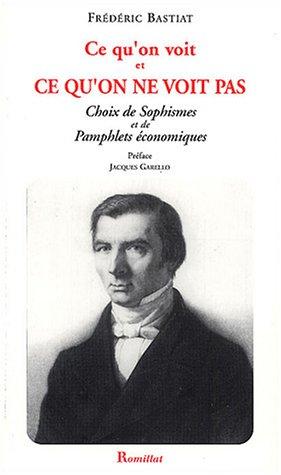 FRÉDÉRIC BASTIAT
Ce qu'on voit
et
CE QU'ON NE VOIT PAS
Choix de Sophismes
et de
Pamphlets économiques
Préface
JACQUES GARELLO
Romillat